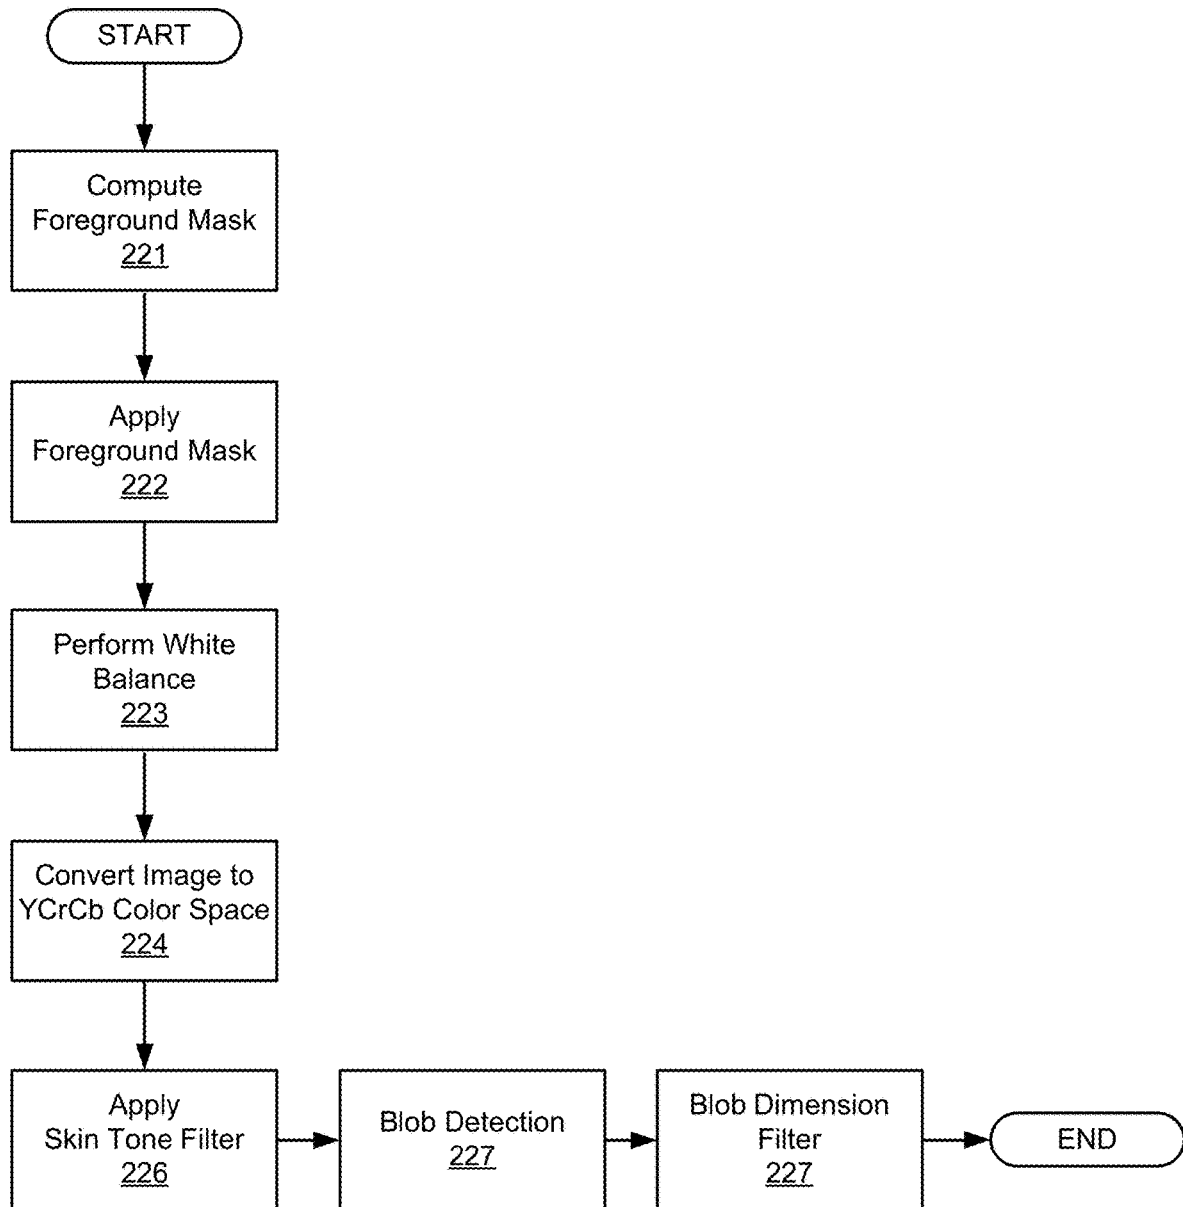 START
Compute
Foreground Mask
221
Apply
Foreground Mask
222
Perform White
Balance
223
Convert Image to
YCrCb Color Space
224
Apply
Skin Tone Filter
226
Blob Detection
227
Blob Dimension
Filter
227
END